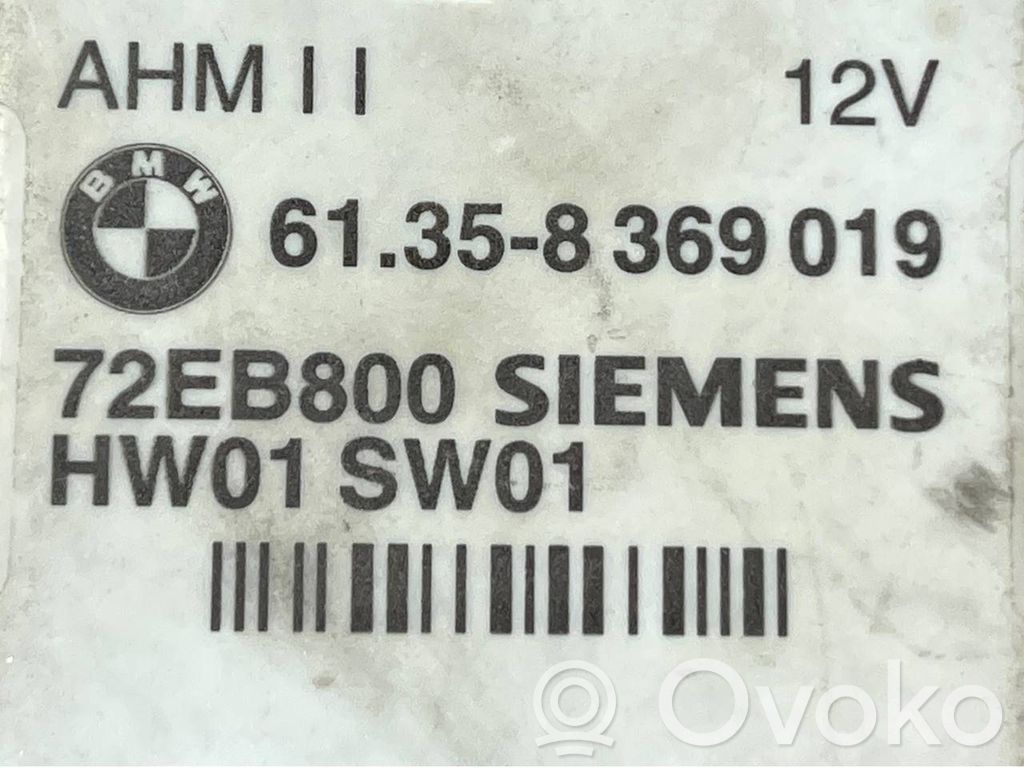 AHM I I 12V
BMW 61.35-8 369 019
72EB800 SIEMENS
HW01 SW01
Ovoko